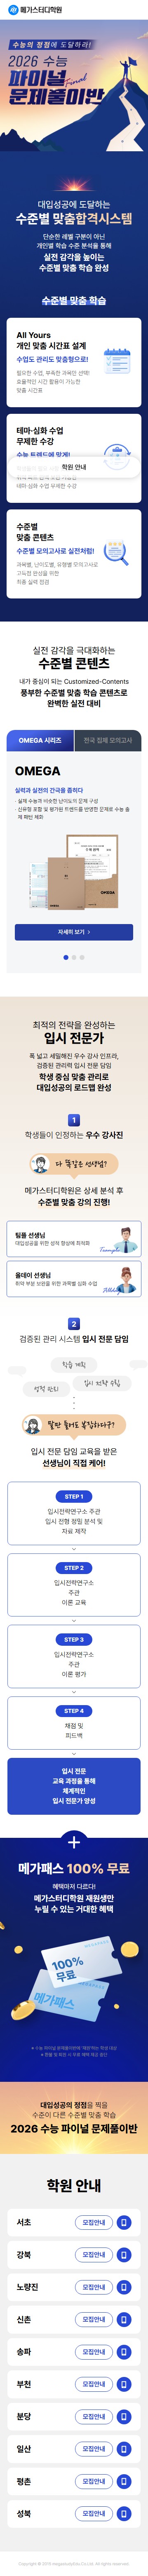 메가스터디학원
수능의 정점에 도달하라!
2026 수능
파이널
Final
문제풀이반
대입성공에 도달하는
수준별 맞춤합격시스템
단순한 레벨 구분이 아닌
개인별 학습 수준 분석을 통해
실전 감각을 높이는
수준별 맞춤 학습 완성
수준별 맞춤 학습
All Yours
개인 맞춤 시간표 설계
수업도 관리도 맞춤형으로!
필요한 수업, 부족한 과목만 선택!
효율적인 시간 활용이 가능한
맞춤 시간표
테마·심화 수업
무제한 수강
수능 트렌드에 맞게!
학원 안내
테마·심화 수업 무제한 수강
수준별
맞춤 콘텐츠
수준별 모의고사로 실전처럼!
과목별, 난이도별, 유형별 모의고사로
고득점 완성을 위한
최종 실력 점검
실전 감각을 극대화하는
수준별 콘텐츠
내가 중심이 되는 Customized-Contents
풍부한 수준별 맞춤 학습 콘텐츠로
완벽한 실전 대비
OMEGA 시리즈
전국 집체 모의고사
OMEGA
실력과 실전의 간극을 좁히다
· 실제 수능과 비슷한 난이도의 문제 구성
· 신유형 포함 및 평가원 트렌드를 반영한 문제로 수능 출
제 패턴 체화
OMEGA
자세히 보기 >
최적의 전략을 완성하는
입시 전문가
폭 넓고 세밀해진 우수 강사 인프라,
검증된 관리력 입시 전문 담임
학생 중심 맞춤 관리로
대입성공의 로드맵 완성
1
학생들이 인정하는 우수 강사진
다 똑같은 선생님?
메가스터디학원은 상세 분석 후
수준별 맞춤 강의 진행!
팀플 선생님
대입성공을 위한 성적 향상에 최적화
Teample
올데이 선생님
취약 부분 보완을 위한 과목별 심화 수업
Allday
2
검증된 관리 시스템 입시 전문 담임
학습 계획
입시 전략 수립
성적 관리
말만 들어도 복잡하다구?
입시 전문 담임 교육을 받은
선생님이 직접 케어!
STEP 1
입시전략연구소 주관
입시 전형 정밀 분석 및
자료 제작
STEP 2
입시전략연구소
주관
이론 교육
STEP 3
입시전략연구소
주관
이론 평가
STEP 4
채점 및
피드백
입시 전문
교육 과정을 통해
체계적인
입시 전문가 양성
메가패스 100% 무료
혜택마저 다르다!
메가스터디학원 재원생만
누릴 수 있는 거대한 혜택
100%
무료
메가패스
대입성공의 정점을 찍을
수준이 다른 수준별 맞춤 학습
2026 수능 파이널 문제풀이반
학원 안내
서초
모집안내
강북
모집안내
노량진
모집안내
신촌
모집안내
송파
모집안내
부천
모집안내
분당
모집안내
일산
모집안내
평촌
모집안내
성북
모집안내